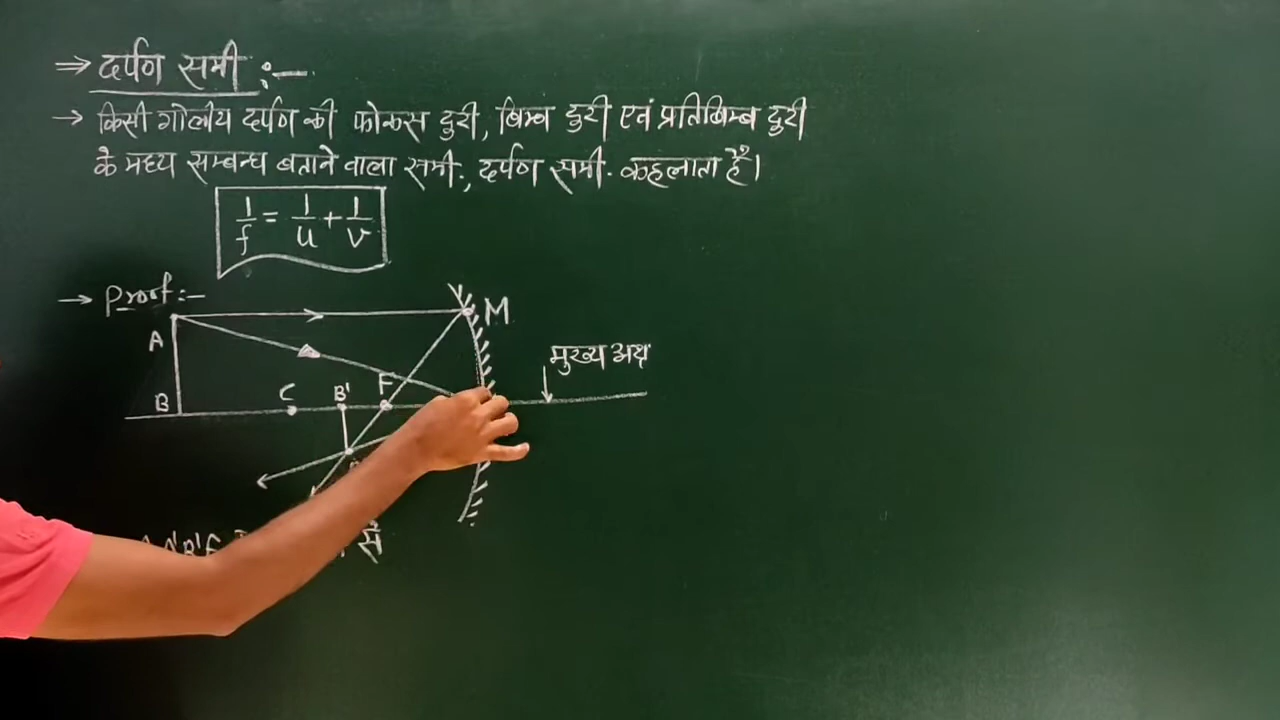 ⇒ दर्पण समी :-
→ किसी गोलीय दर्पण की फोकस दुरी, बिम्ब दुरी एवं प्रतिबिम्ब दुरी
के मध्य सम्बन्ध बताने वाला समी., दर्पण समी. कहलाता है।
1/f = 1/u + 1/v
→ Proof:-
M
A
मुख्य अक्ष
B C B' F
A'B'F
से